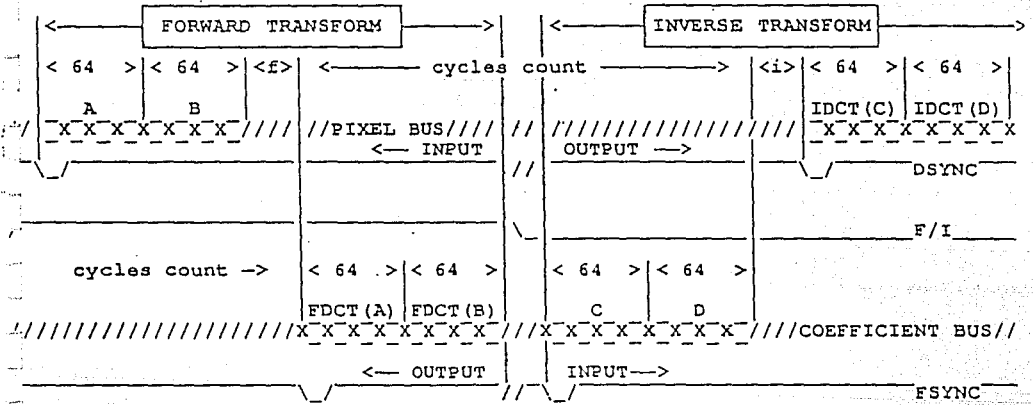 FORWARD TRANSFORM INVERSE TRANSFORM
< 64 > < 64 > <f> <—— cycles count ——> <i> < 64 > < 64 >
A B IDCT(C) IDCT(D)
// X X X X X X X X //// //PIXEL BUS//// // //////////////////// X X X X X X X X
<— INPUT OUTPUT —>
\_/ // \_/ DSYNC
F/I
cycles count —> < 64 > < 64 > < 64 > < 64 >
FDCT(A) FDCT(B) C D
///////////////////////X X X X X X X X ///X X X X X X X X ////COEFFICIENT BUS//
<— OUTPUT INPUT—>
\_/ // \_/ FSYNC